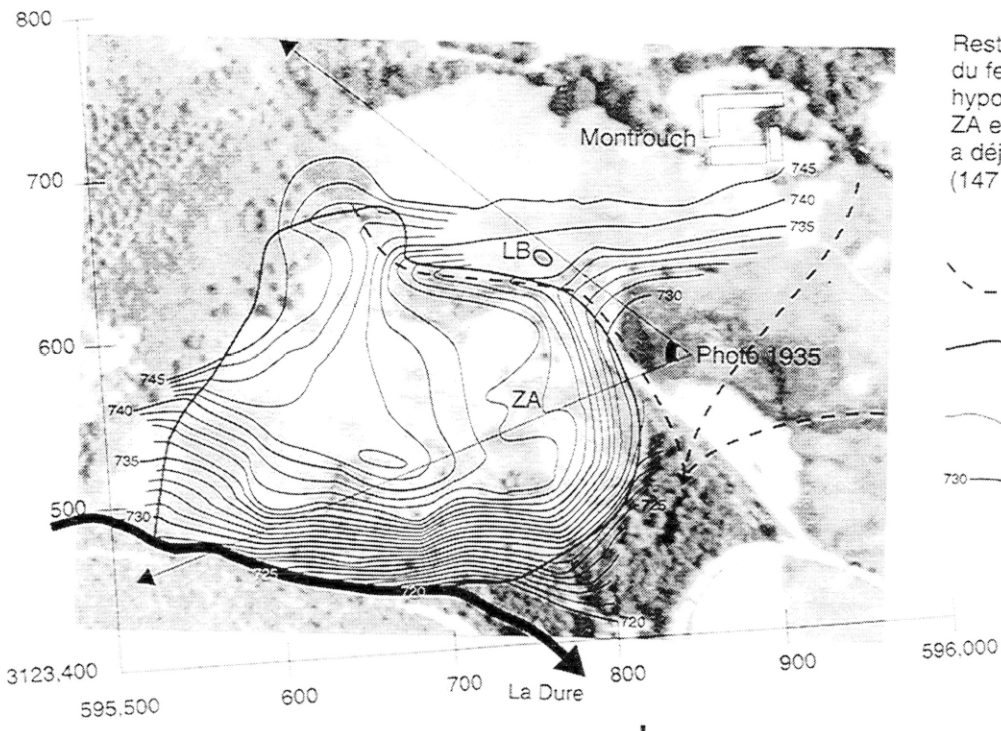 800
700
600
500
3123,400
595,500
600
700
800
900
596,000
Montrouch
LB
ZA
Photo 1935
La Dure
745
740
735
730
745
740
735
730
725
720
725
720
730
Rest
du fe
hypo
ZA e
a déj
(147